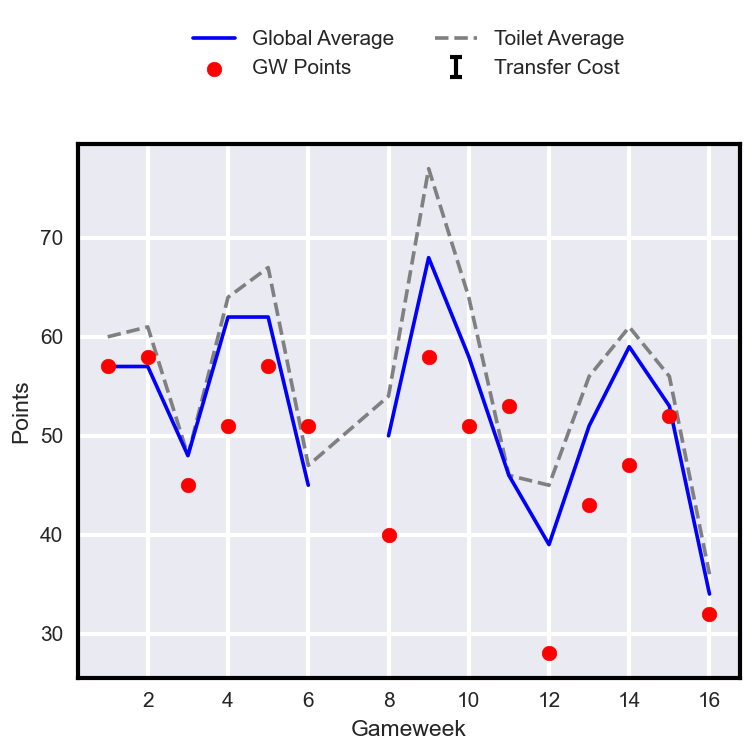 Global Average
Toilet Average
GW Points
Transfer Cost
70
60
50
40
30
Points
2 4 6 8 10 12 14 16
Gameweek